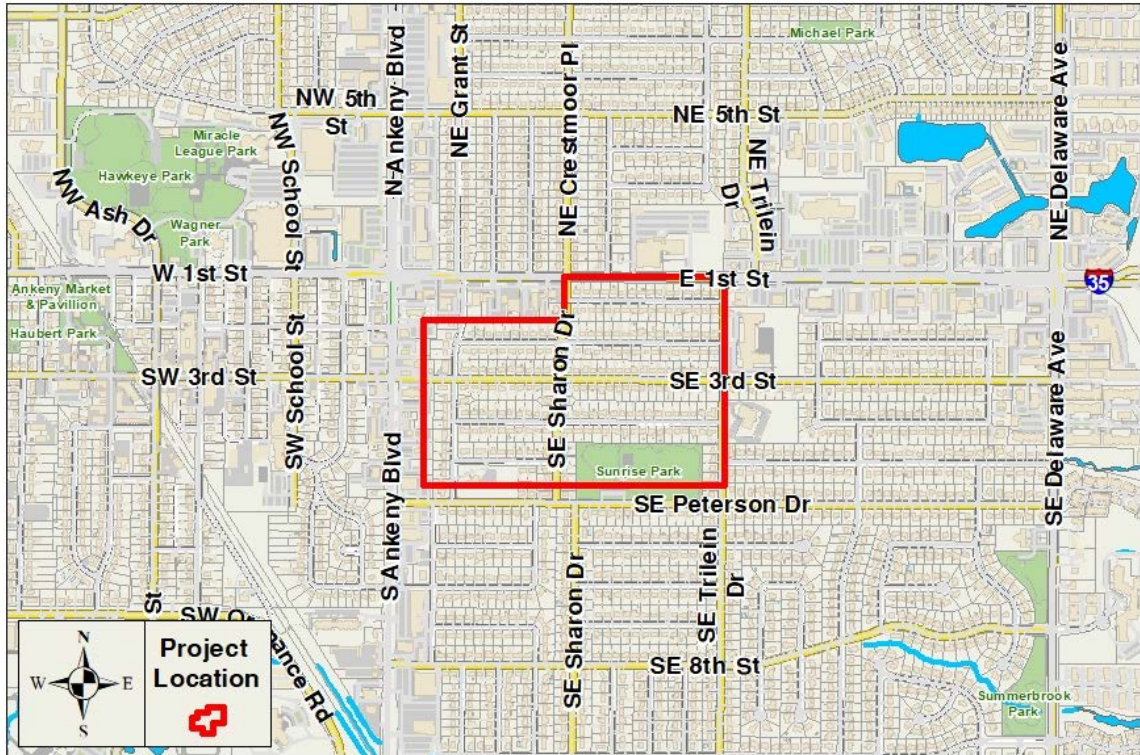 Michael Park
NW 5th
St
NE 5th St
N Ankeny Blvd
NE Grant St
NE Crestmoor Pl
NE Delaware Ave
Miracle
League Park
Hawkeye Park
NW School St
NE Trilein
Dr
NW Ash Dr
Wagner
Park
W 1st St
E 1st St
35
Ankeny Market
& Pavillion
Haubert Park
SW School St
SE Sharon Dr
SW 3rd St
SE 3rd St
SE Delaware Ave
S Ankeny Blvd
Sunrise Park
SE Peterson Dr
SE Sharon Dr
SE Trilein
Dr
St
SE 8th St
Summerbrook
Park
N
W
E
S
Project
Location